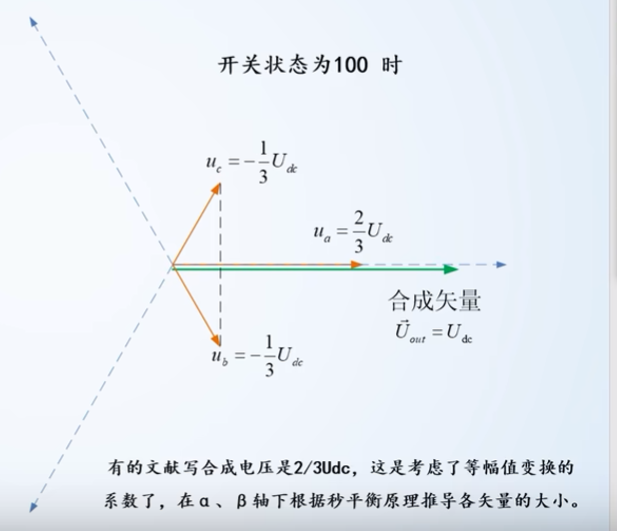 开关状态为100 时
u_c = -1/3 U_dc
u_a = 2/3 U_dc
合成矢量
U⃗_out = U_dc
u_b = -1/3 U_dc
有的文献写合成电压是2/3Udc，这是考虑了等幅值变换的
系数了，在α、β轴下根据秒平衡原理推导各矢量的大小。